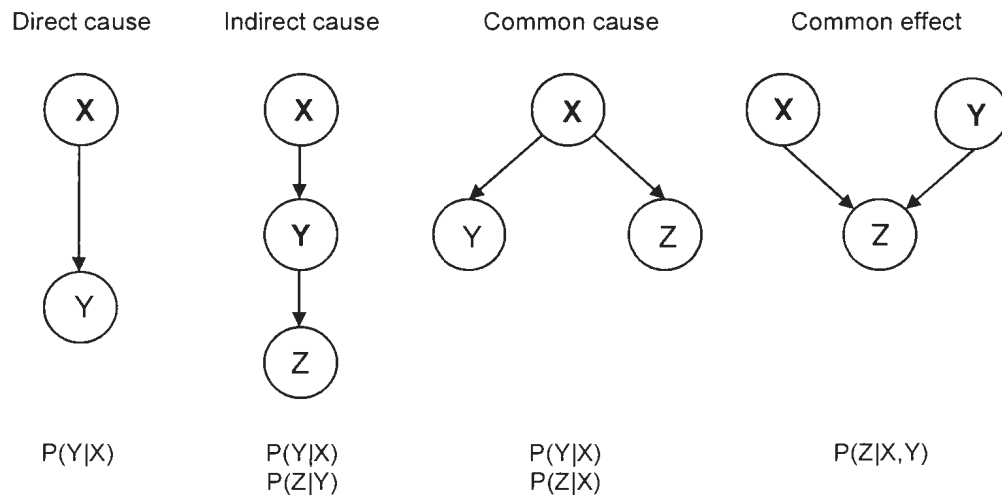 Direct cause
Indirect cause
Common cause
Common effect
X
Y
X
Y
Z
X
Y
Z
X
Y
Z
P(Y|X)
P(Y|X)
P(Z|Y)
P(Y|X)
P(Z|X)
P(Z|X,Y)